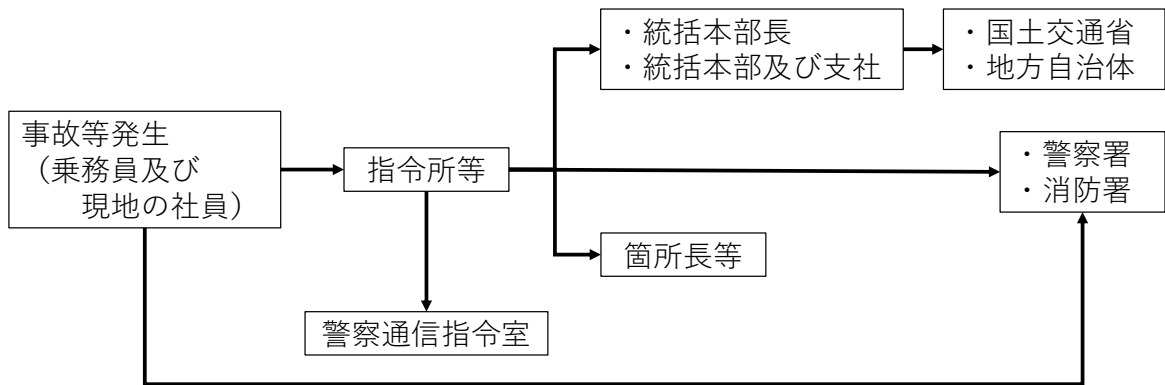 ・統括本部長
・統括本部及び支社
・国土交通省
・地方自治体
事故等発生
（乗務員及び
現地の社員）
指令所等
・警察署
・消防署
箇所長等
警察通信指令室